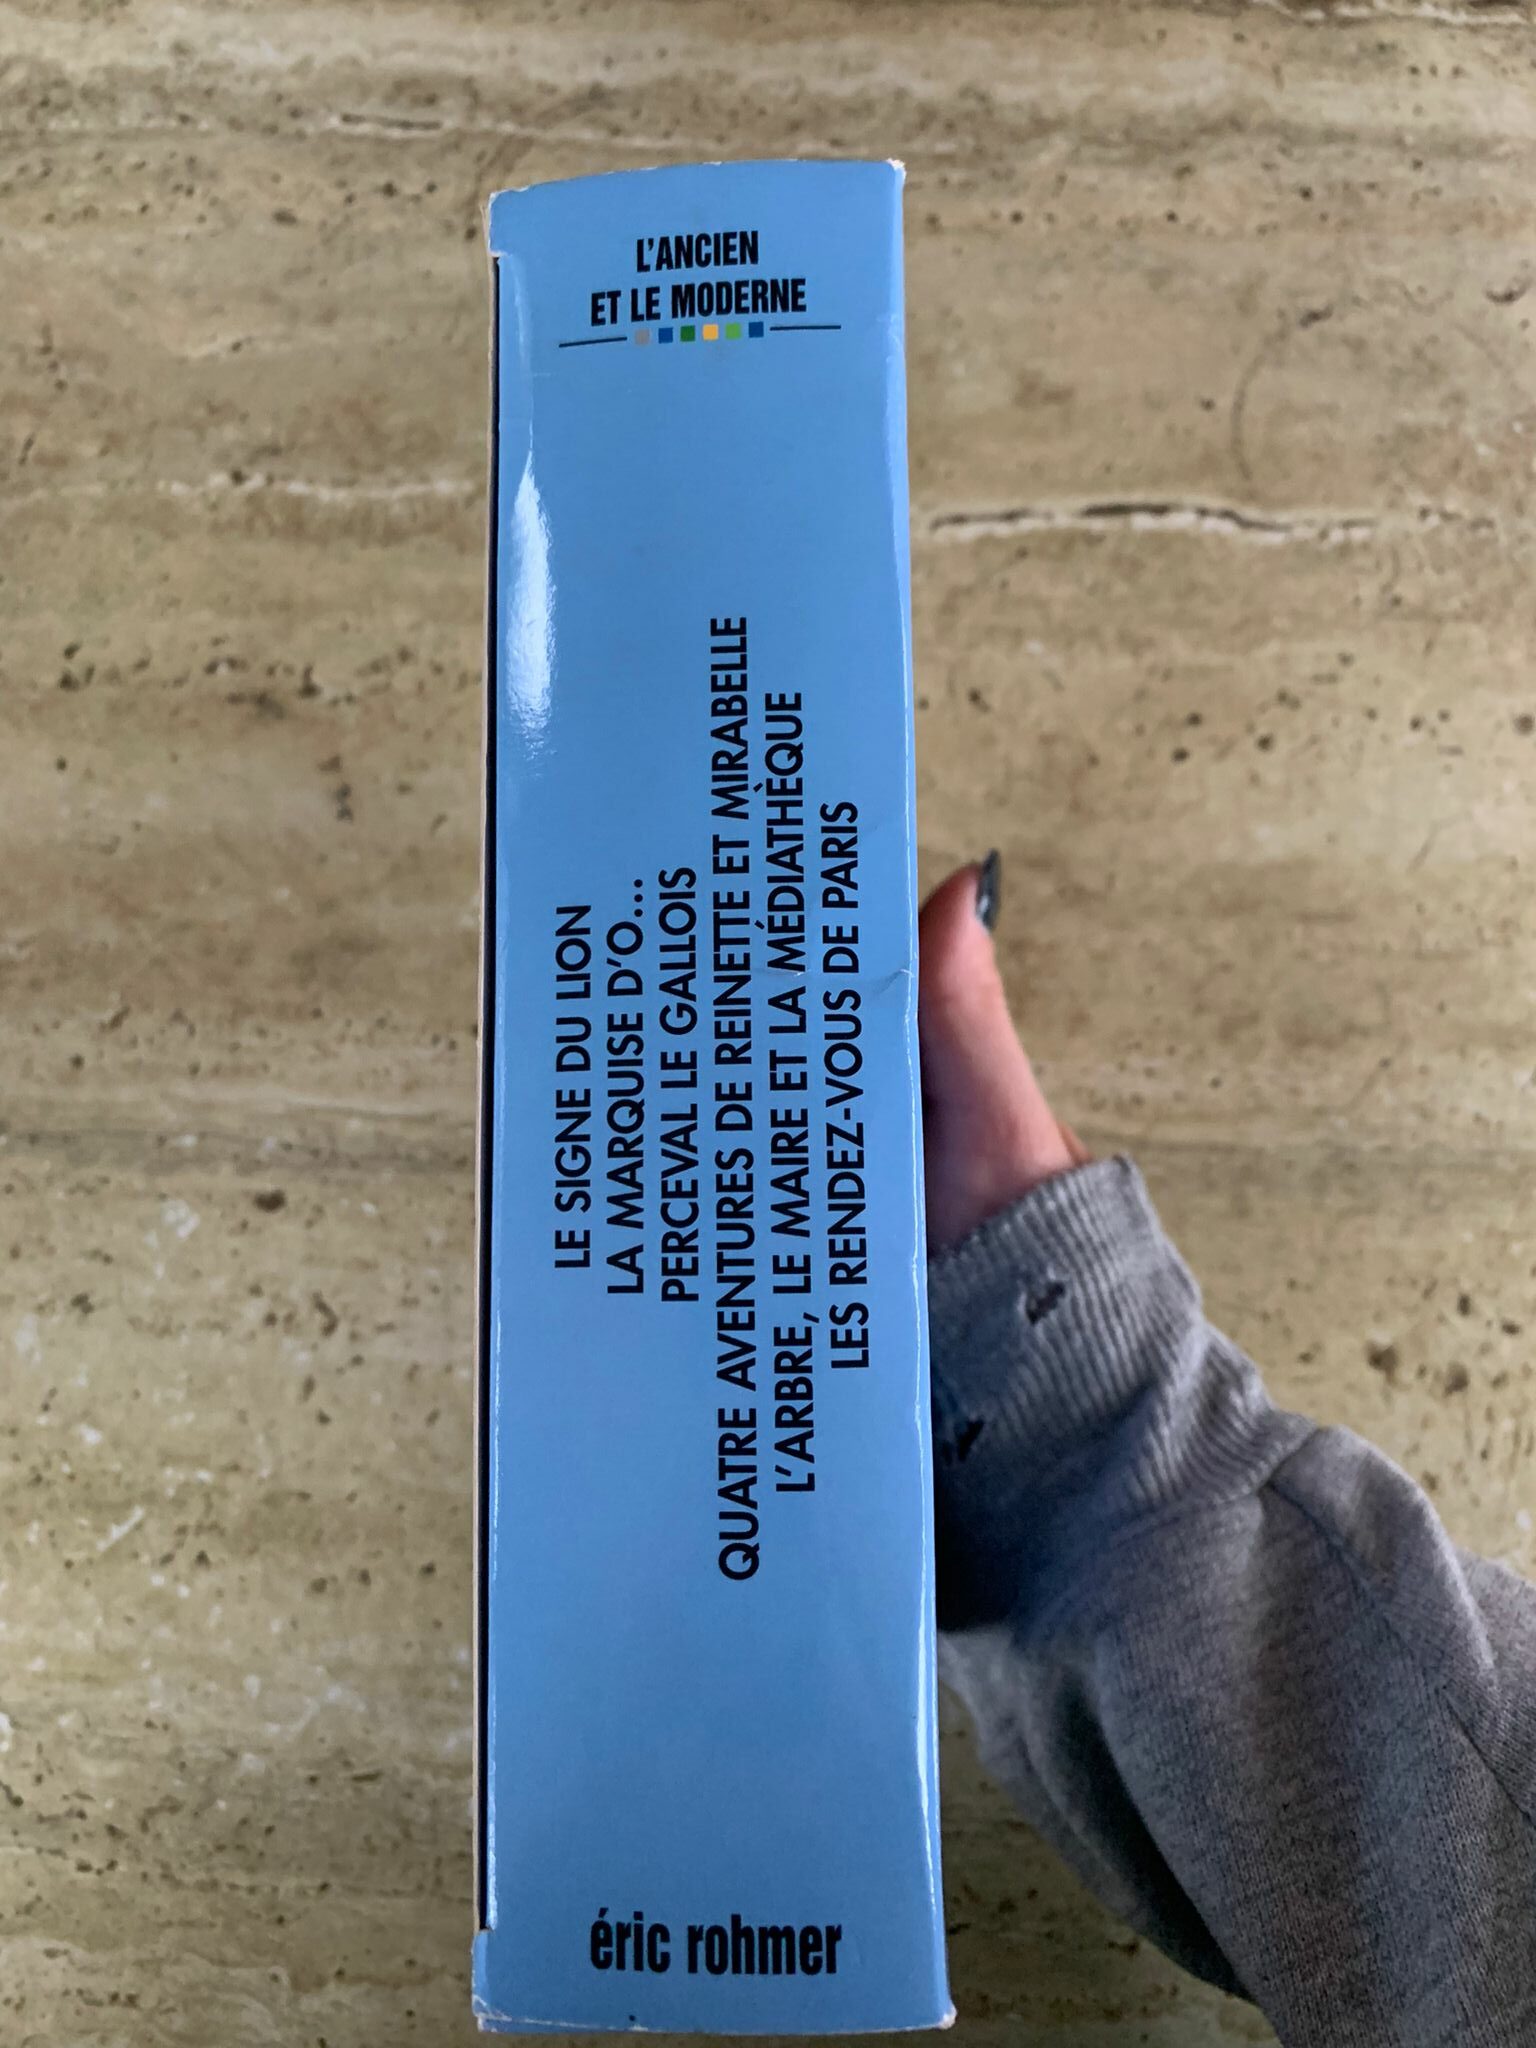 L'ANCIEN
ET LE MODERNE
LE SIGNE DU LION
LA MARQUISE D'O...
PERCEVAL LE GALLOIS
QUATRE AVENTURES DE REINETTE ET MIRABELLE
L'ARBRE, LE MAIRE ET LA MÉDIATHÈQUE
LES RENDEZ-VOUS DE PARIS
éric rohmer